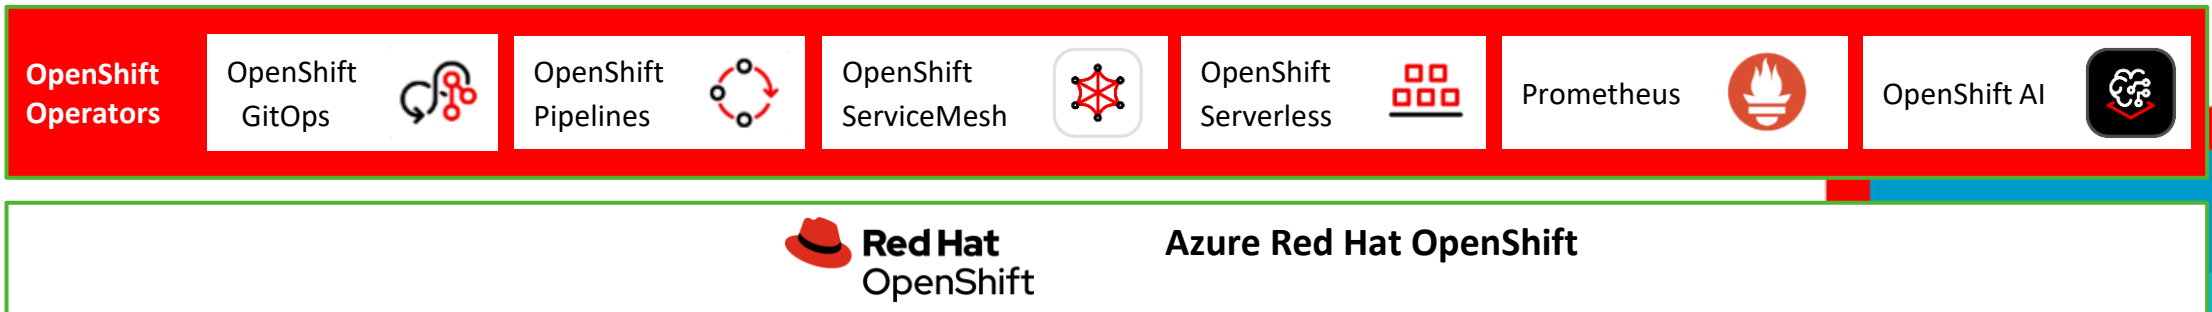 OpenShift
Operators
OpenShift
GitOps
OpenShift
Pipelines
OpenShift
ServiceMesh
OpenShift
Serverless
Prometheus
OpenShift AI
Red Hat
OpenShift
Azure Red Hat OpenShift